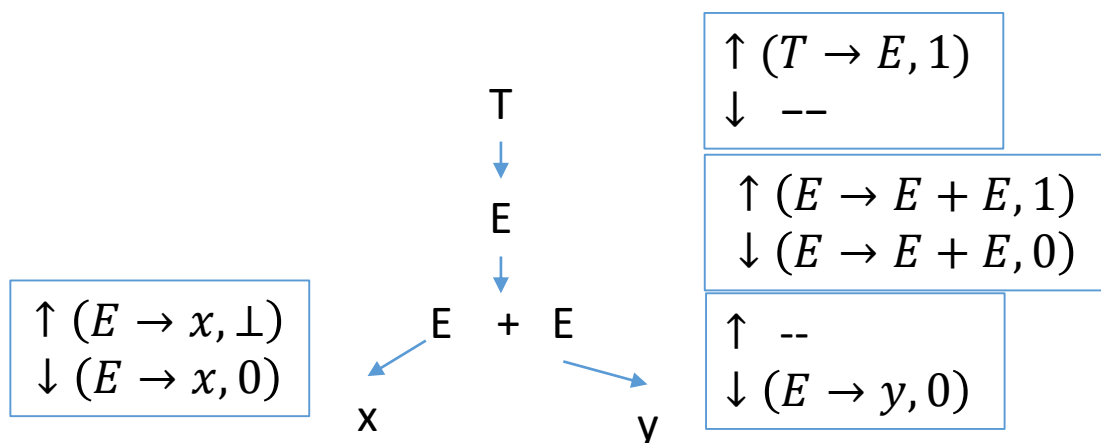 ↑ (T → E, 1)
↓ −−
T
↑ (E → E + E, 1)
↓ (E → E + E, 0)
E
↑ (E → x, ⊥)
↓ (E → x, 0)
E + E
↑ --
↓ (E → y, 0)
x
y